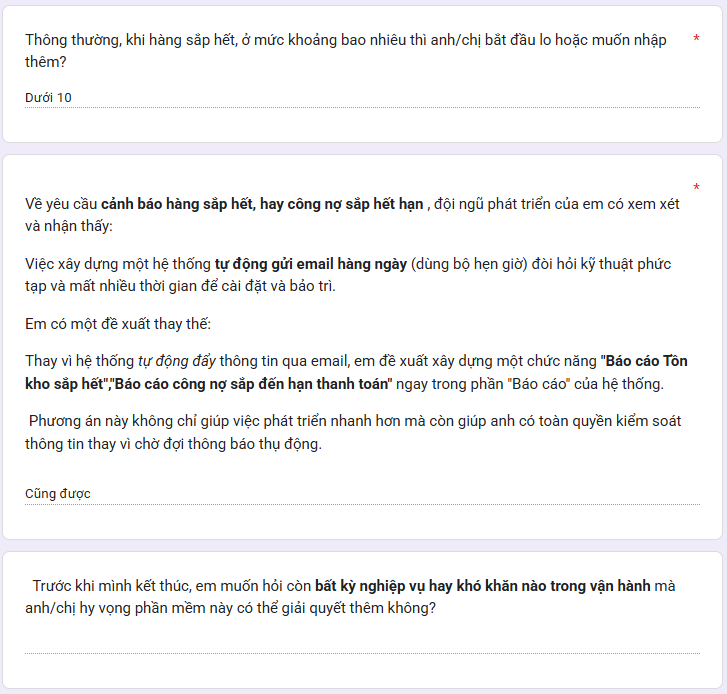 Thông thường, khi hàng sắp hết, ở mức khoảng bao nhiêu thì anh/chị bắt đầu lo hoặc muốn nhập *
thêm?
Dưới 10
*
Về yêu cầu cảnh báo hàng sắp hết, hay công nợ sắp hết hạn , đội ngũ phát triển của em có xem xét
và nhận thấy:
Việc xây dựng một hệ thống tự động gửi email hàng ngày (dùng bộ hẹn giờ) đòi hỏi kỹ thuật phức
tạp và mất nhiều thời gian để cài đặt và bảo trì.
Em có một đề xuất thay thế:
Thay vì hệ thống tự động đẩy thông tin qua email, em đề xuất xây dựng một chức năng "Báo cáo Tồn
kho sắp hết","Báo cáo công nợ sắp đến hạn thanh toán" ngay trong phần "Báo cáo" của hệ thống.
Phương án này không chỉ giúp việc phát triển nhanh hơn mà còn giúp anh có toàn quyền kiểm soát
thông tin thay vì chờ đợi thông báo thụ động.
Cũng được
Trước khi mình kết thúc, em muốn hỏi còn bất kỳ nghiệp vụ hay khó khăn nào trong vận hành mà
anh/chị hy vọng phần mềm này có thể giải quyết thêm không?